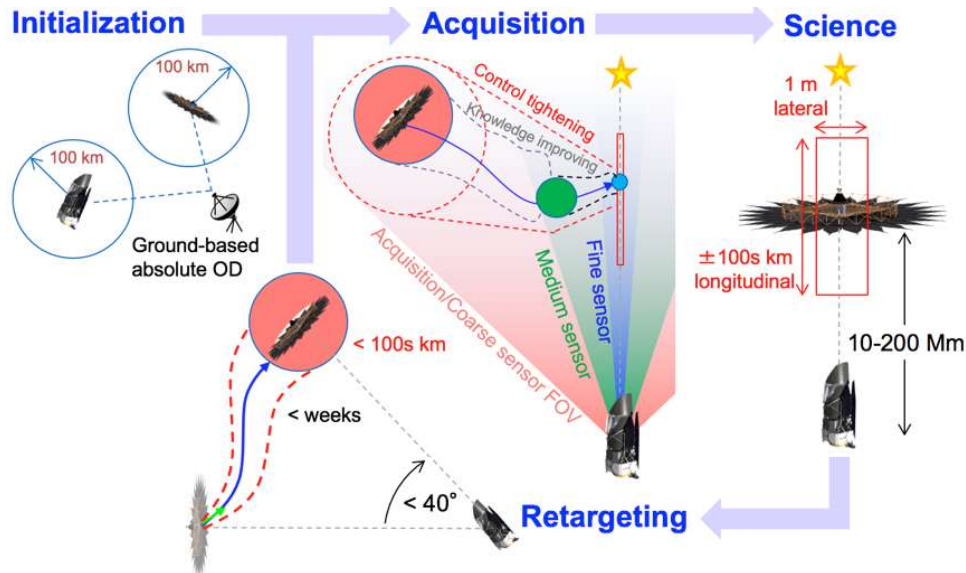 Initialization
Acquisition
Science
100 km
100 km
Ground-based
absolute OD
Control tightening
Knowledge improving
Acquisition/Coarse sensor FOV
Medium sensor
Fine sensor
1 m
lateral
±100s km
longitudinal
10-200 Mm
< 100s km
< weeks
< 40°
Retargeting